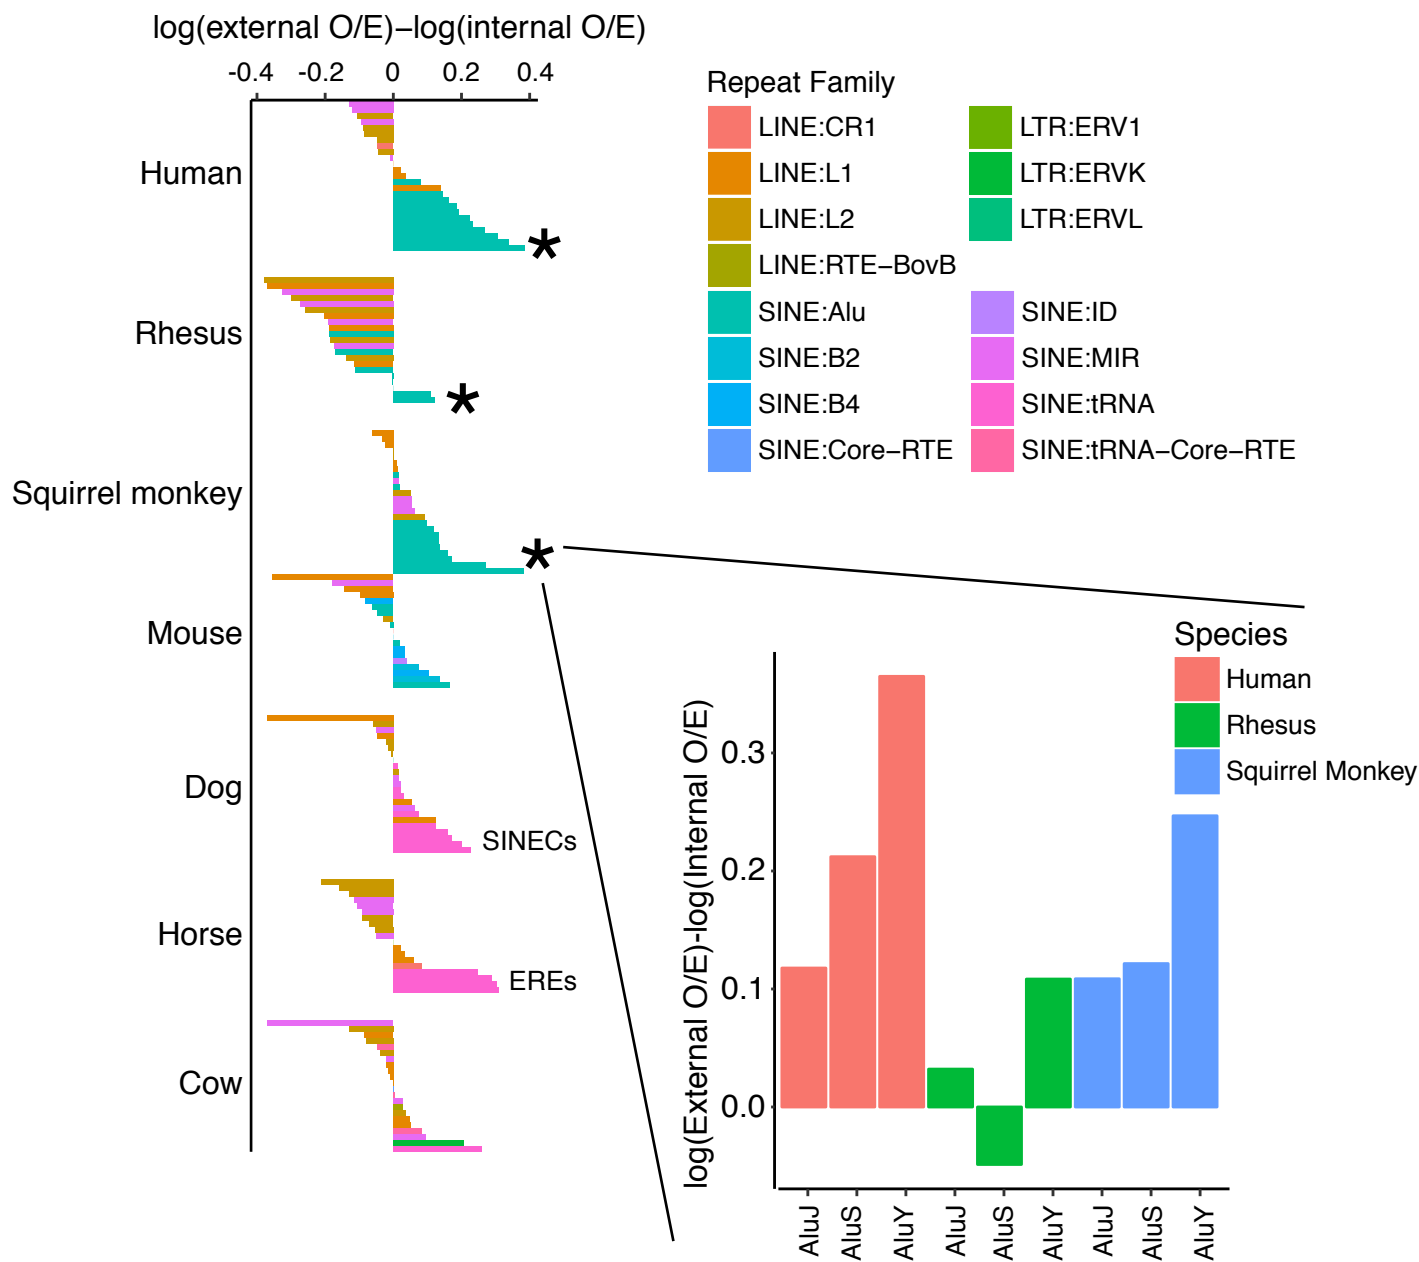 log(external O/E)−log(internal O/E)
-0.4 -0.2 0 0.2 0.4
Human
*
Rhesus
*
Squirrel monkey
*
Mouse
Dog
SINECs
Horse
EREs
Cow
Repeat Family
LINE:CR1
LINE:L1
LINE:L2
LINE:RTE−BovB
SINE:Alu
SINE:B2
SINE:B4
SINE:Core−RTE
LTR:ERV1
LTR:ERVK
LTR:ERVL
SINE:ID
SINE:MIR
SINE:tRNA
SINE:tRNA−Core−RTE
Species
Human
Rhesus
Squirrel Monkey
log(External O/E)-log(Internal O/E)
0.3
0.2
0.1
0.0
AluJ AluS AluY AluJ AluS AluY AluJ AluS AluY